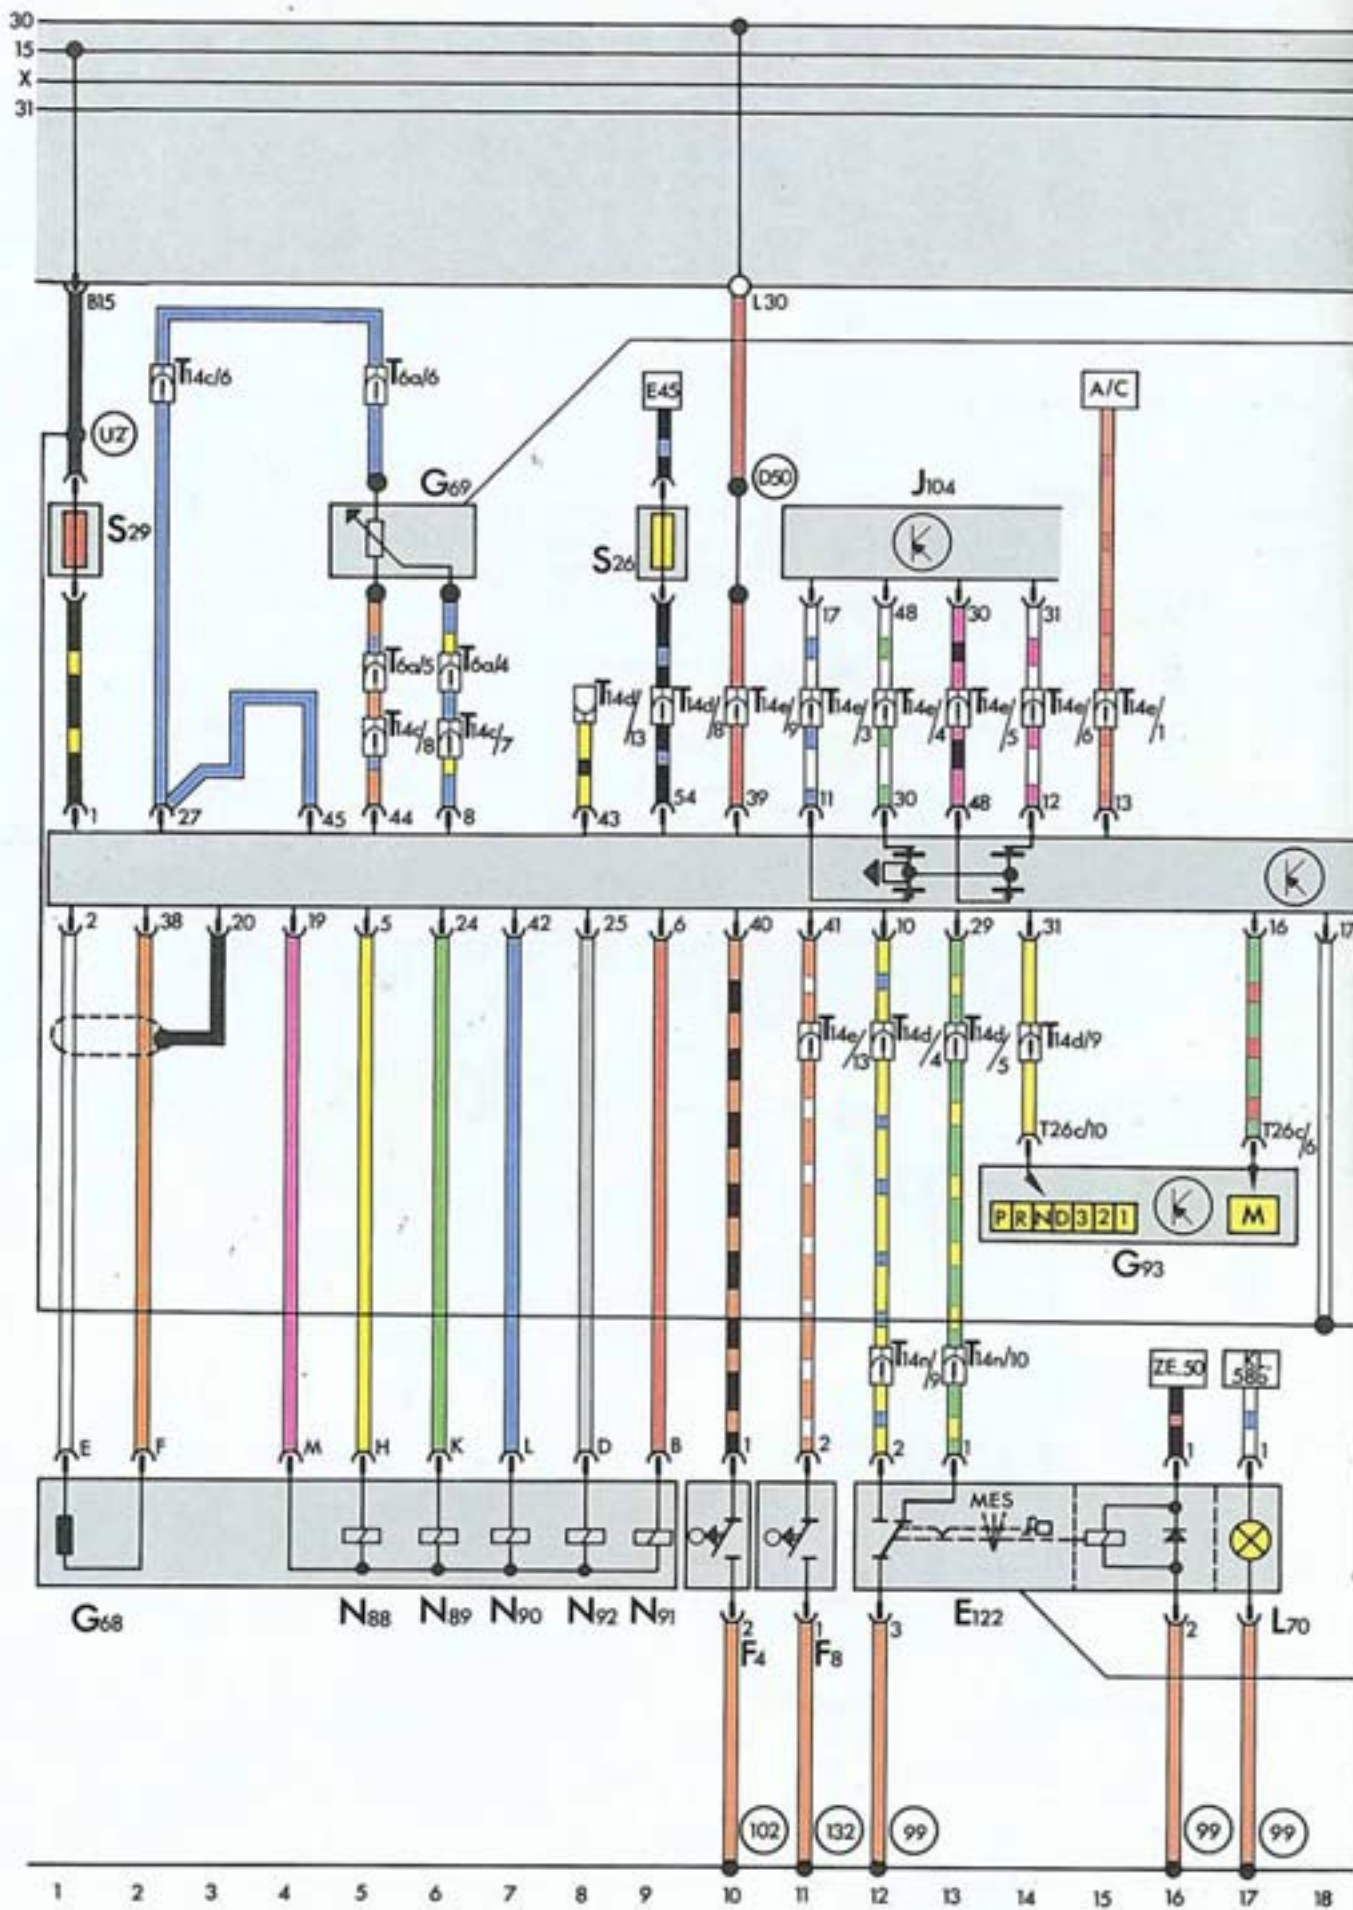 30
15
X
31
B15
L30
T14c/6
T6a/6
E45
A/C
U2
G69
D50
J104
S29
S26
17
48
30
31
T6a/5
T6a/4
T14d/13
T14d/8
T14e/9
T14e/3
T14e/4
T14e/5
T14e/6
T14e/1
T14c/8
T14c/7
1
27
45
44
8
43
54
39
11
30
48
12
13
2
38
20
19
5
24
42
25
6
40
41
10
29
31
16
17
T14e/13
T14d/4
T14d/5
T14d/9
T26c/10
T26c/6
P R N D 3 2 1
M
G93
T14n/9
T14n/10
ZE.50
KL 58b
E
F
M
H
K
L
D
B
1
2
2
1
1
1
MES
G68
N88
N89
N90
N92
N91
2
F4
1
F8
3
E122
2
L70
102
132
99
99
99
1 2 3 4 5 6 7 8 9 10 11 12 13 14 15 16 17 18